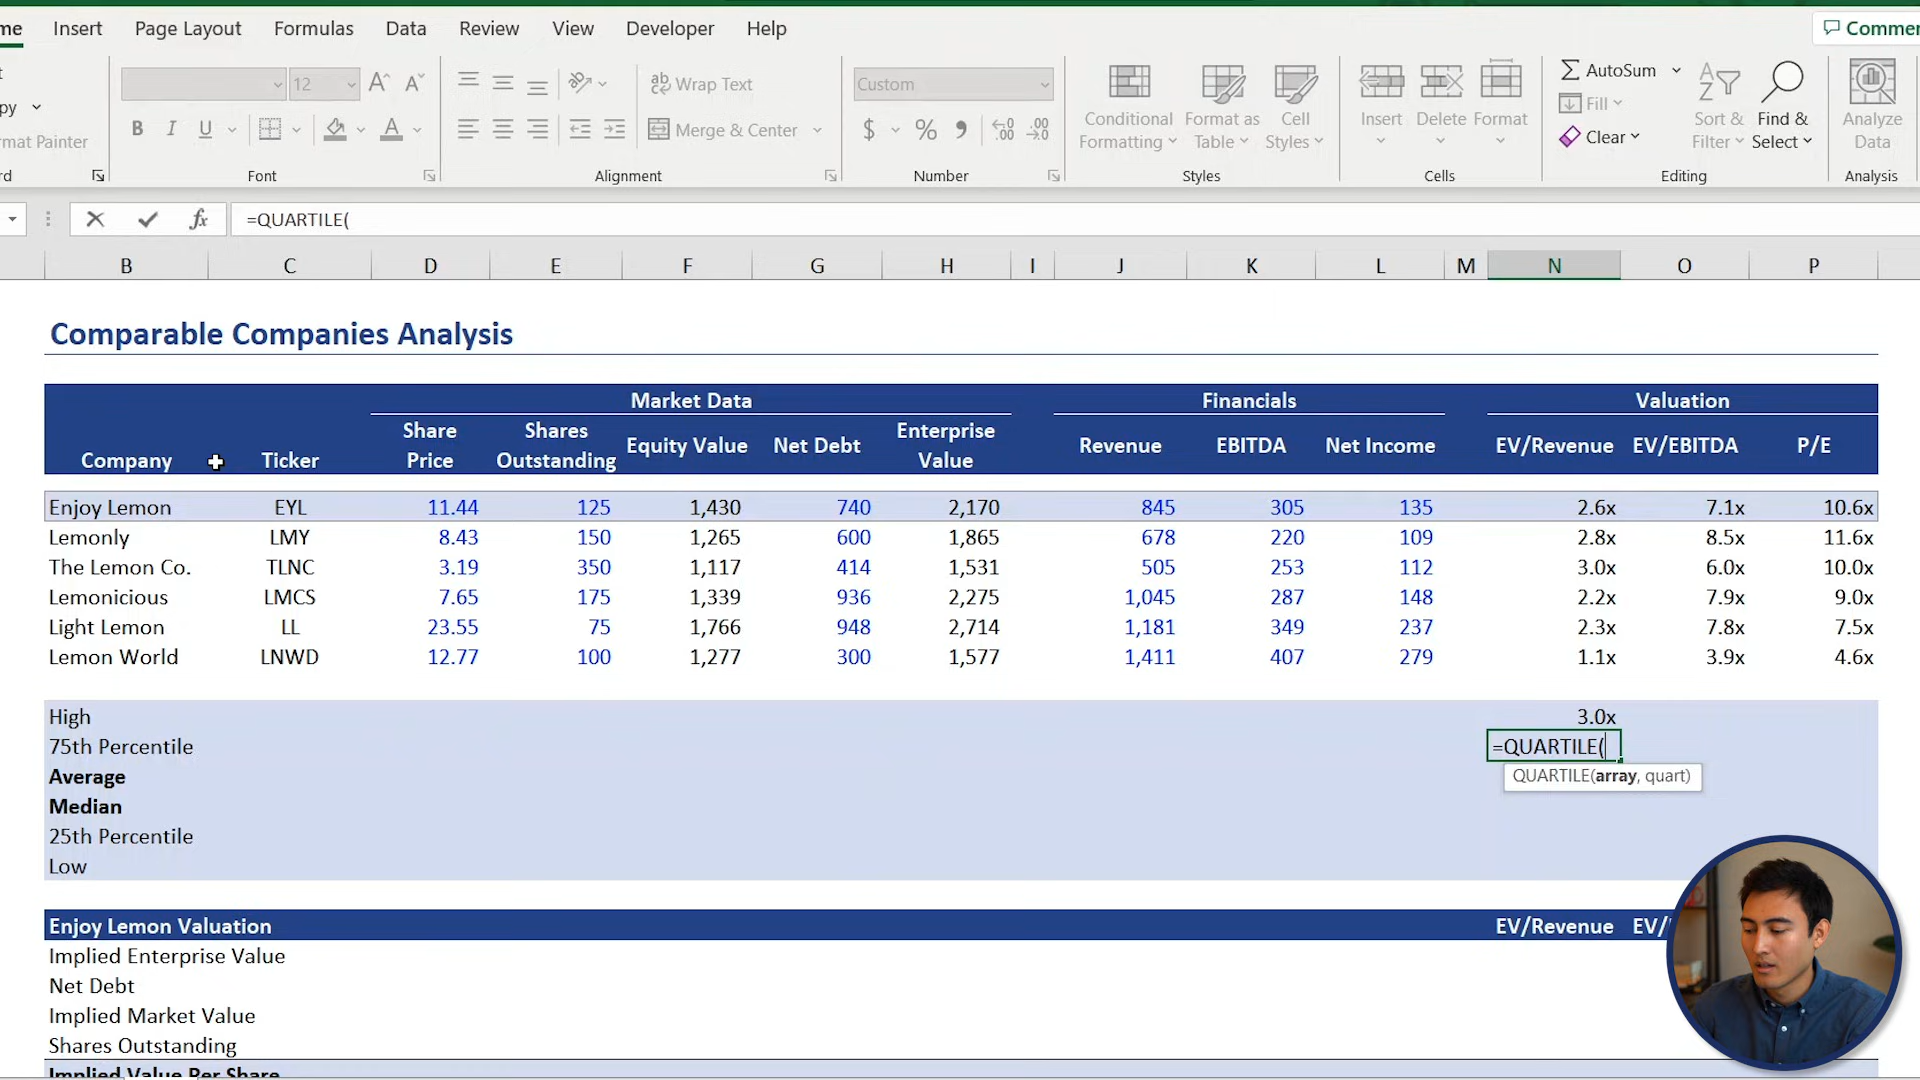 me Insert Page Layout Formulas Data Review View Developer Help Commer
12 A^ A˅ ab Wrap Text Custom AutoSum
py Fill
mat Painter B I U A Merge & Center $ % , Conditional Formatting Format as Table Cell Styles Insert Delete Format Clear Sort & Filter Find & Select Analyze Data
rd Font Alignment Number Styles Cells Editing Analysis
fx =QUARTILE(
B C D E F G H I J K L M N O P
Comparable Companies Analysis
Market Data Financials Valuation
Company Ticker Share Price Shares Outstanding Equity Value Net Debt Enterprise Value Revenue EBITDA Net Income EV/Revenue EV/EBITDA P/E
Enjoy Lemon EYL 11.44 125 1,430 740 2,170 845 305 135 2.6x 7.1x 10.6x
Lemonly LMY 8.43 150 1,265 600 1,865 678 220 109 2.8x 8.5x 11.6x
The Lemon Co. TLNC 3.19 350 1,117 414 1,531 505 253 112 3.0x 6.0x 10.0x
Lemonicious LMCS 7.65 175 1,339 936 2,275 1,045 287 148 2.2x 7.9x 9.0x
Light Lemon LL 23.55 75 1,766 948 2,714 1,181 349 237 2.3x 7.8x 7.5x
Lemon World LNWD 12.77 100 1,277 300 1,577 1,411 407 279 1.1x 3.9x 4.6x
High 3.0x
75th Percentile =QUARTILE(
Average QUARTILE(array, quart)
Median
25th Percentile
Low
Enjoy Lemon Valuation EV/Revenue EV/
Implied Enterprise Value
Net Debt
Implied Market Value
Shares Outstanding
Implied Value Per Share